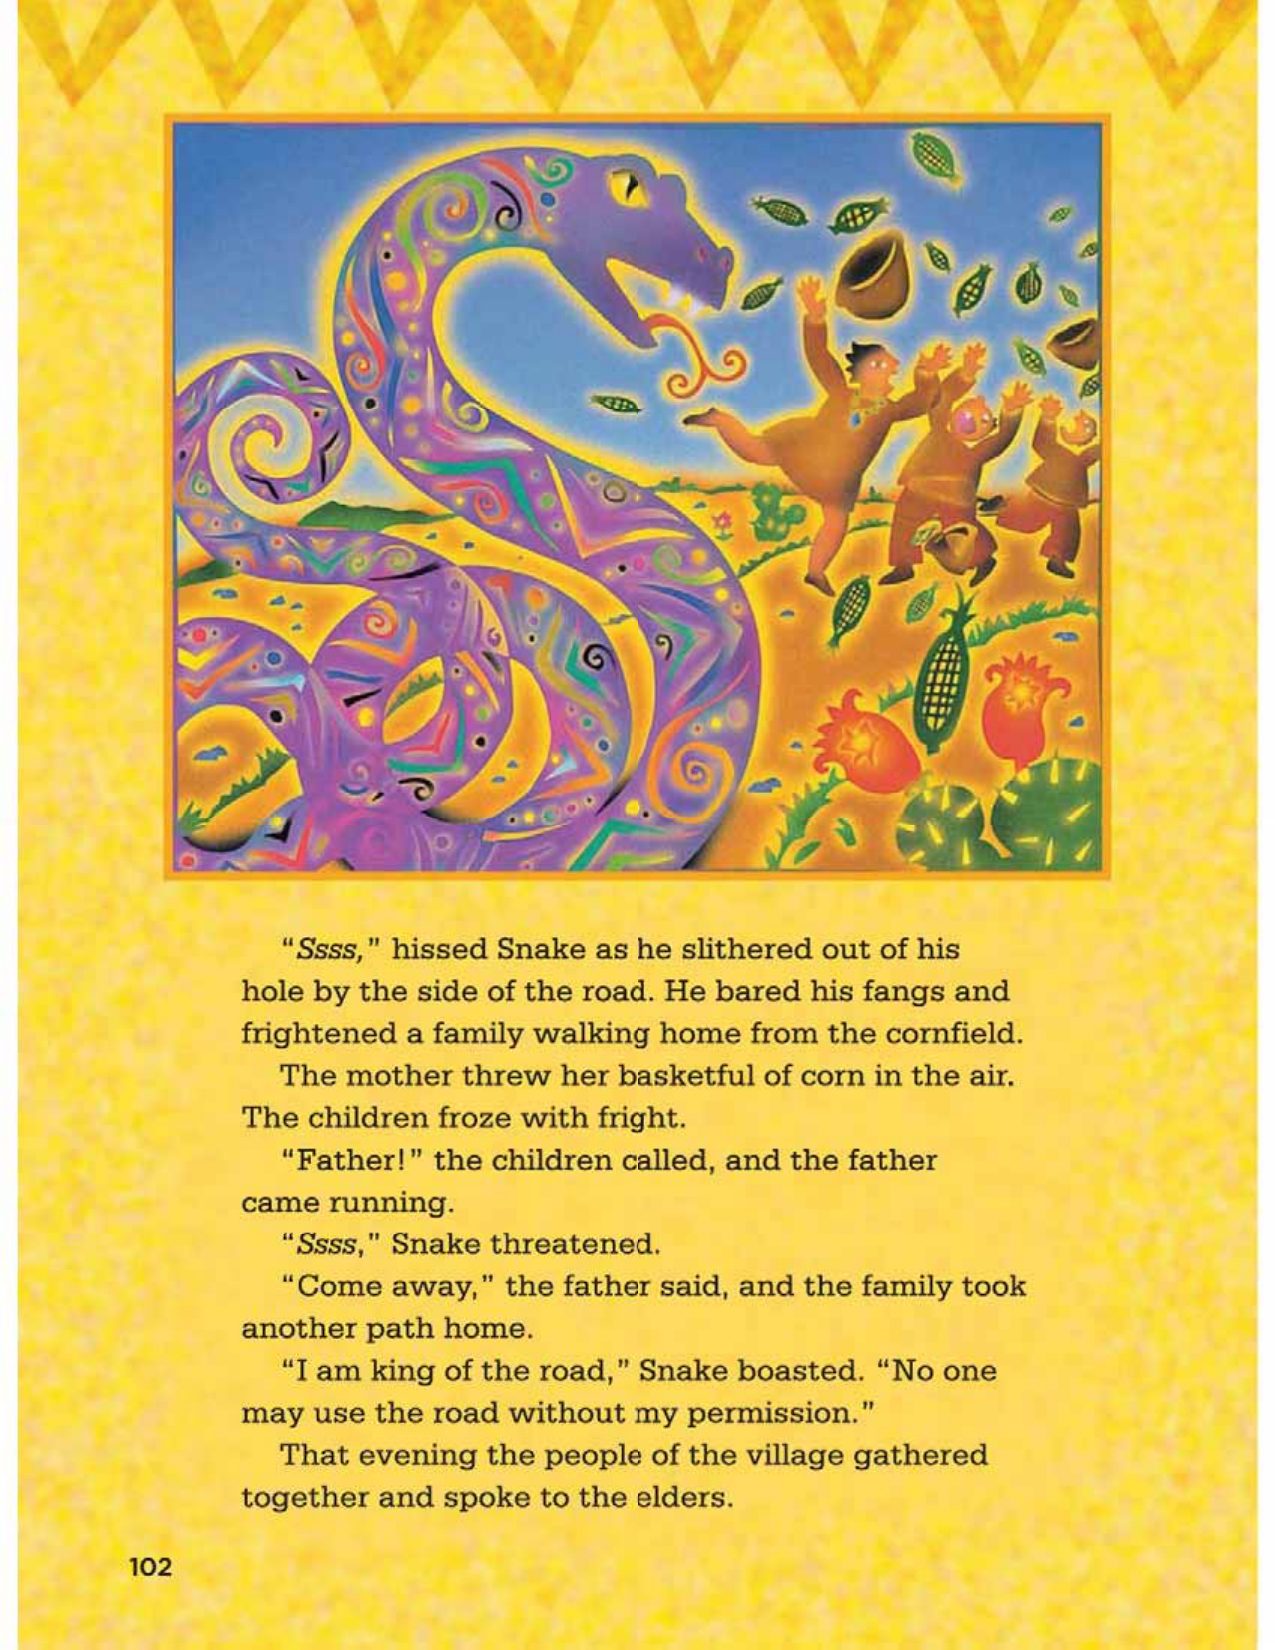 “Ssss,” hissed Snake as he slithered out of his
hole by the side of the road. He bared his fangs and
frightened a family walking home from the cornfield.
The mother threw her basketful of corn in the air.
The children froze with fright.
“Father!” the children called, and the father
came running.
“Ssss,” Snake threatened.
“Come away,” the father said, and the family took
another path home.
“I am king of the road,” Snake boasted. “No one
may use the road without my permission.”
That evening the people of the village gathered
together and spoke to the elders.
102